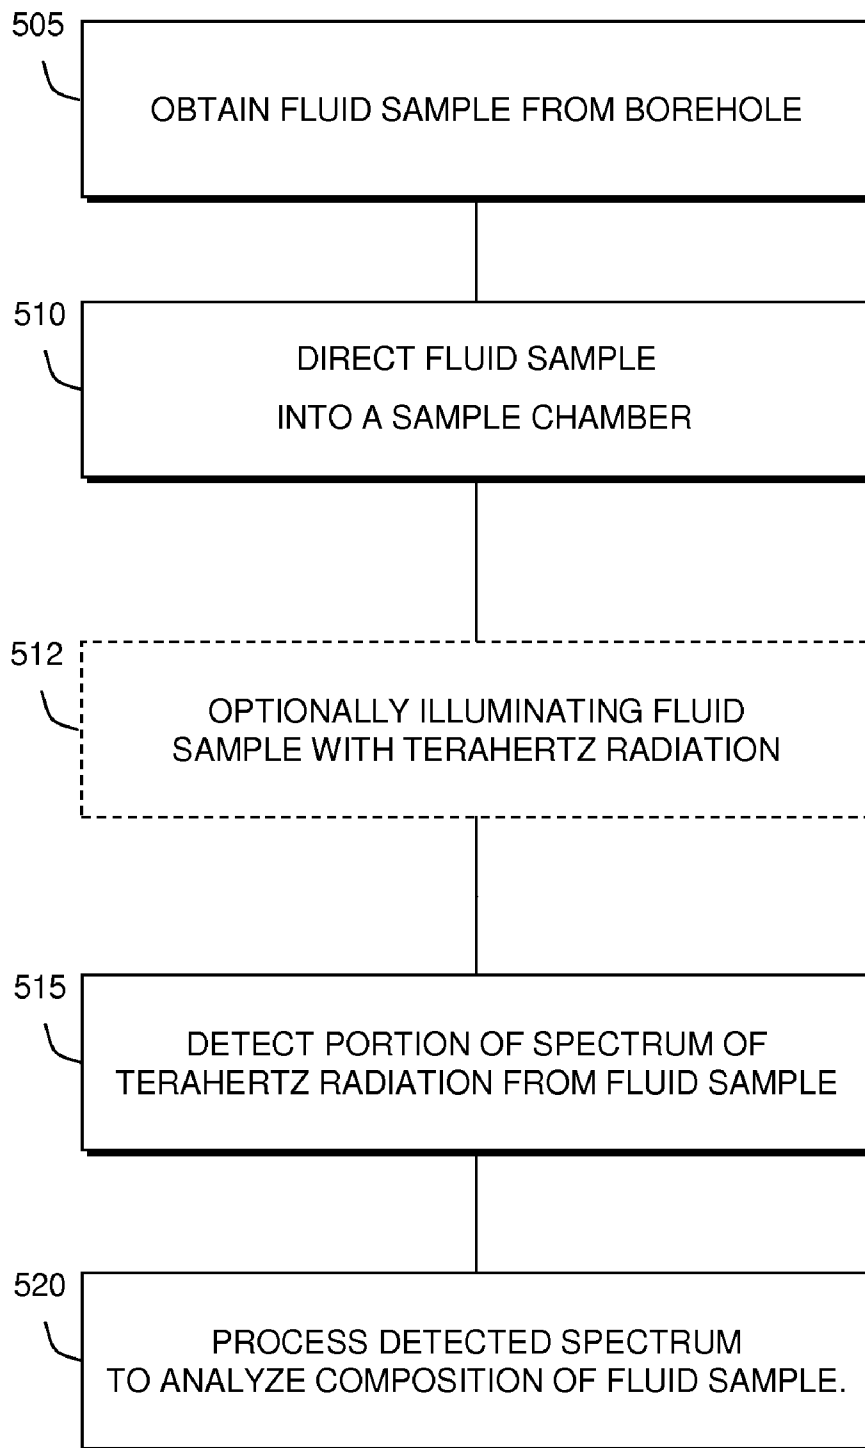 505
OBTAIN FLUID SAMPLE FROM BOREHOLE
510
DIRECT FLUID SAMPLE
INTO A SAMPLE CHAMBER
512
OPTIONALLY ILLUMINATING FLUID
SAMPLE WITH TERAHERTZ RADIATION
515
DETECT PORTION OF SPECTRUM OF
TERAHERTZ RADIATION FROM FLUID SAMPLE
520
PROCESS DETECTED SPECTRUM
TO ANALYZE COMPOSITION OF FLUID SAMPLE.